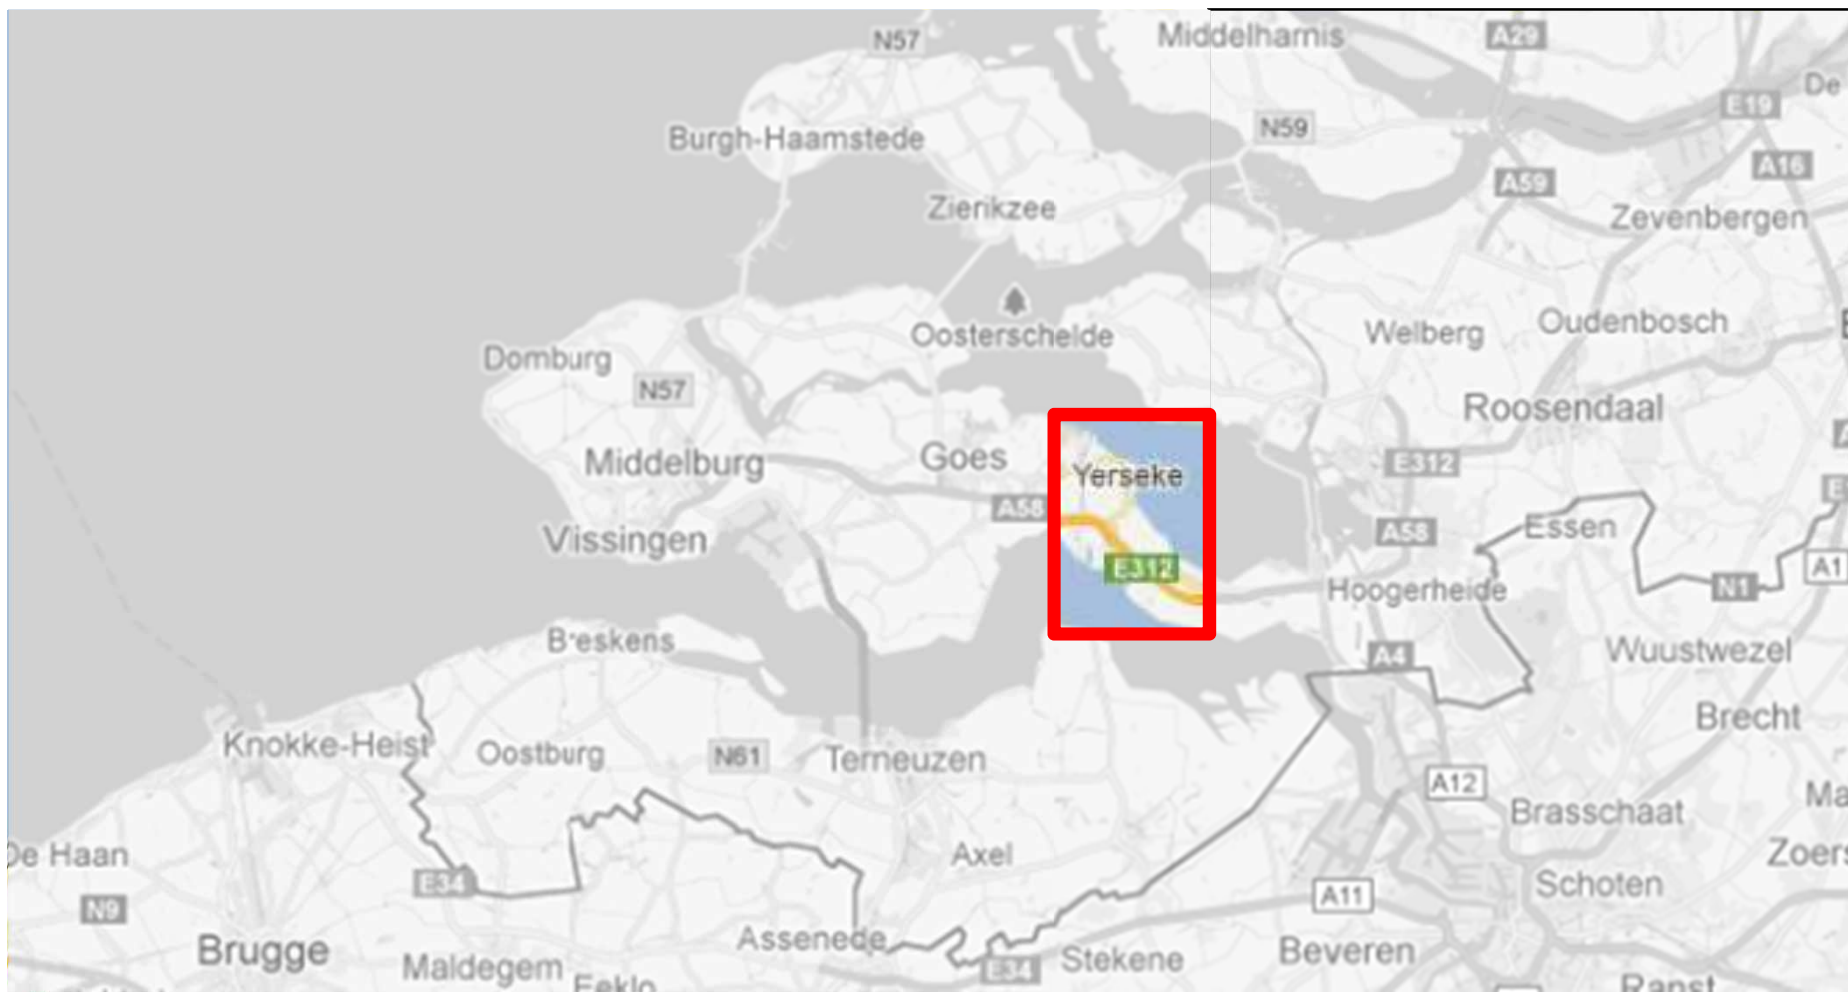 N57
Middelharnis
A29
De
E19
N59
Burgh-Haamstede
A16
A59
Zierikzee
Zevenbergen
Oosterschelde
Welberg
Oudenbosch
Domburg
N57
Roosendaal
Middelburg
Goes
Yerseke
E312
A58
Vissingen
A58
Essen
E312
Hoogerheide
N1
A1
Breskens
A4
Wuustwezel
Brecht
Knokke-Heist
Oostburg
N61
Terneuzen
A12
Brasschaat
De Haan
Axel
E34
A11
Schoten
N9
Assenede
Brugge
Maldegem
E34
Stekene
Beveren
Eeklo
Ranst